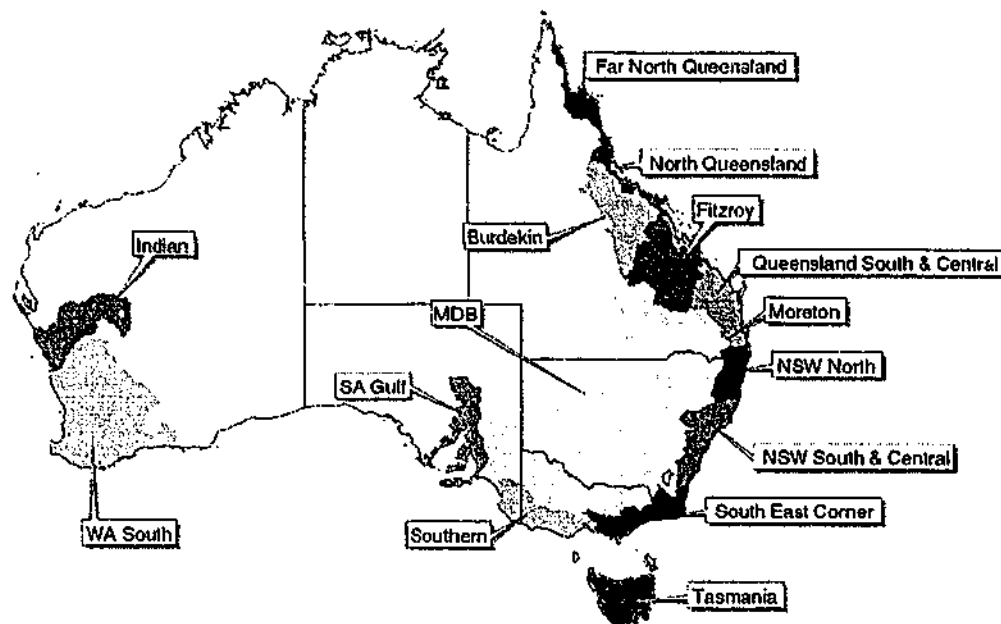 Far North Queensland
North Queensland
Fitzroy
Burdekin
Indian
Queensland South & Central
MDB
Moreton
NSW North
SA Gulf
NSW South & Central
South East Corner
Southern
WA South
Tasmania